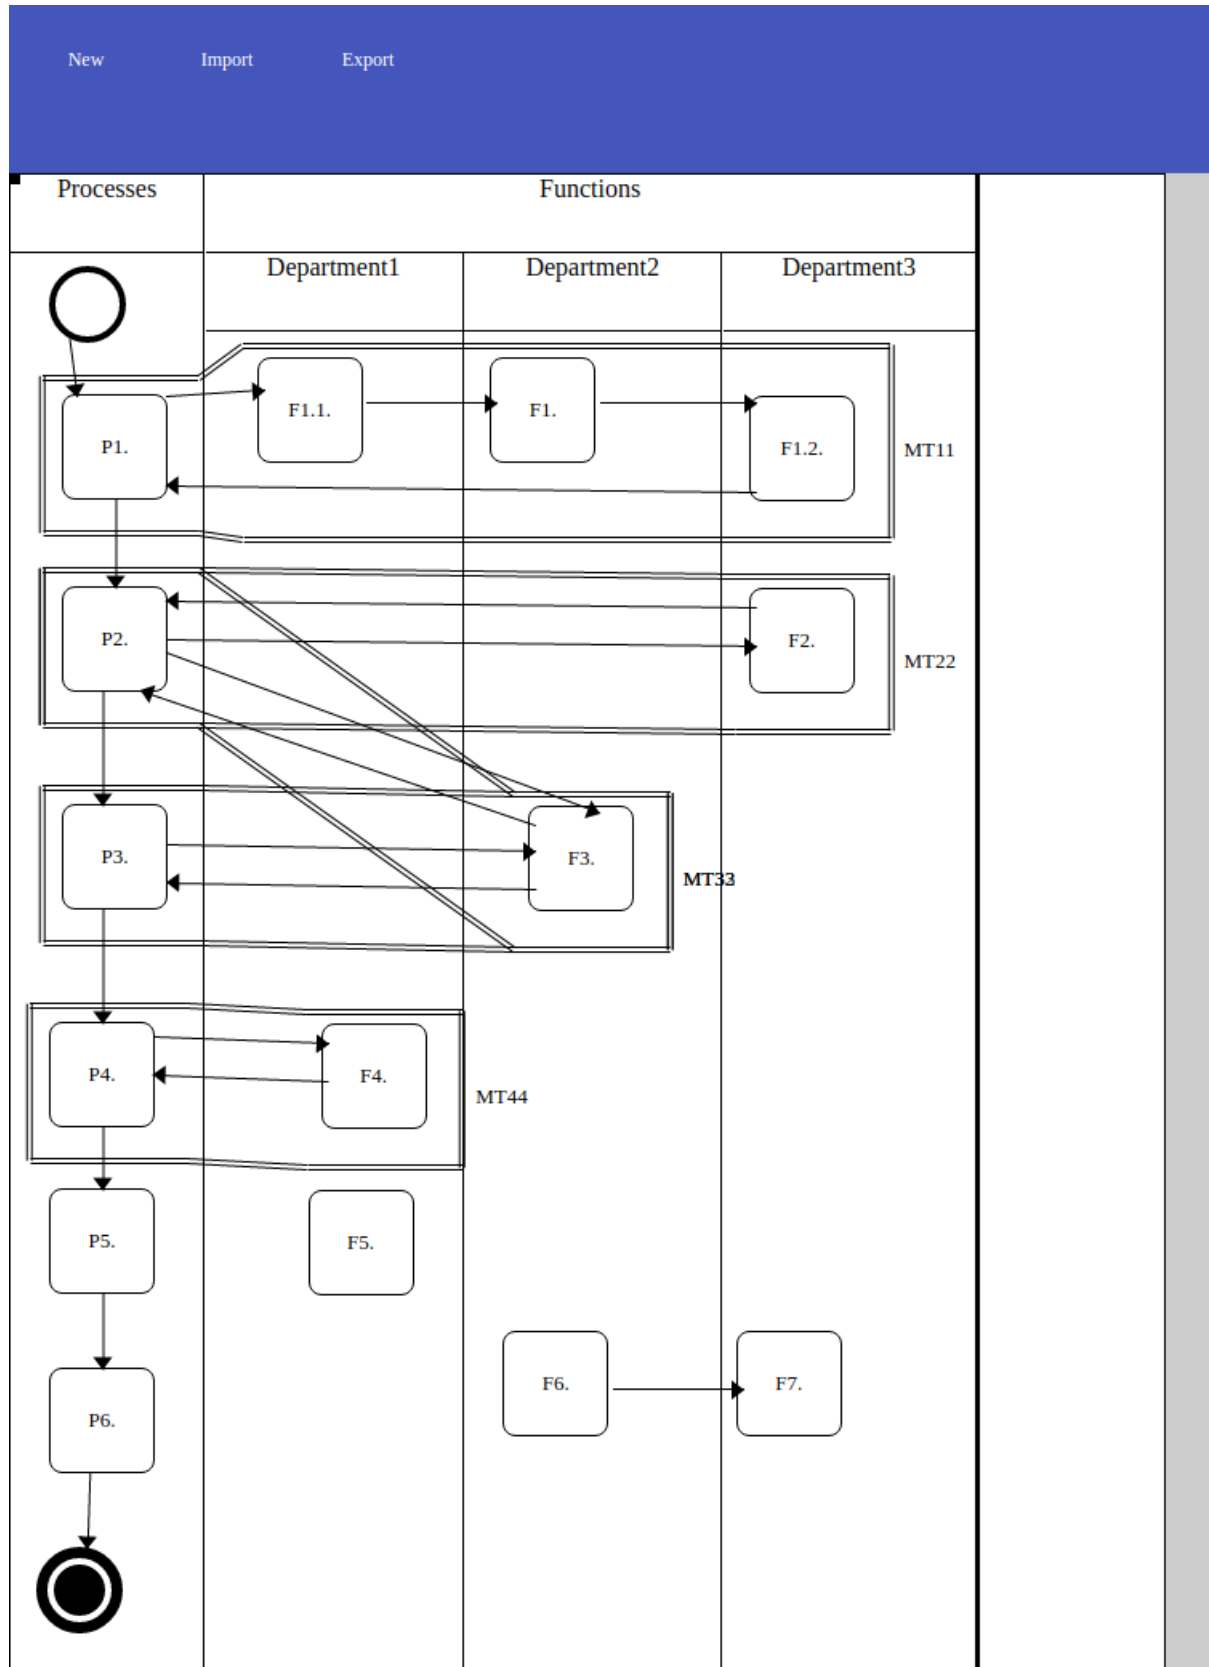 New Import Export
Processes Functions
Department1 Department2 Department3
F1.1. F1.
P1. F1.2. MT11
P2. F2.
MT22
P3. F3.
P4. F4.
MT44
P5. F5.
F6. F7.
P6.